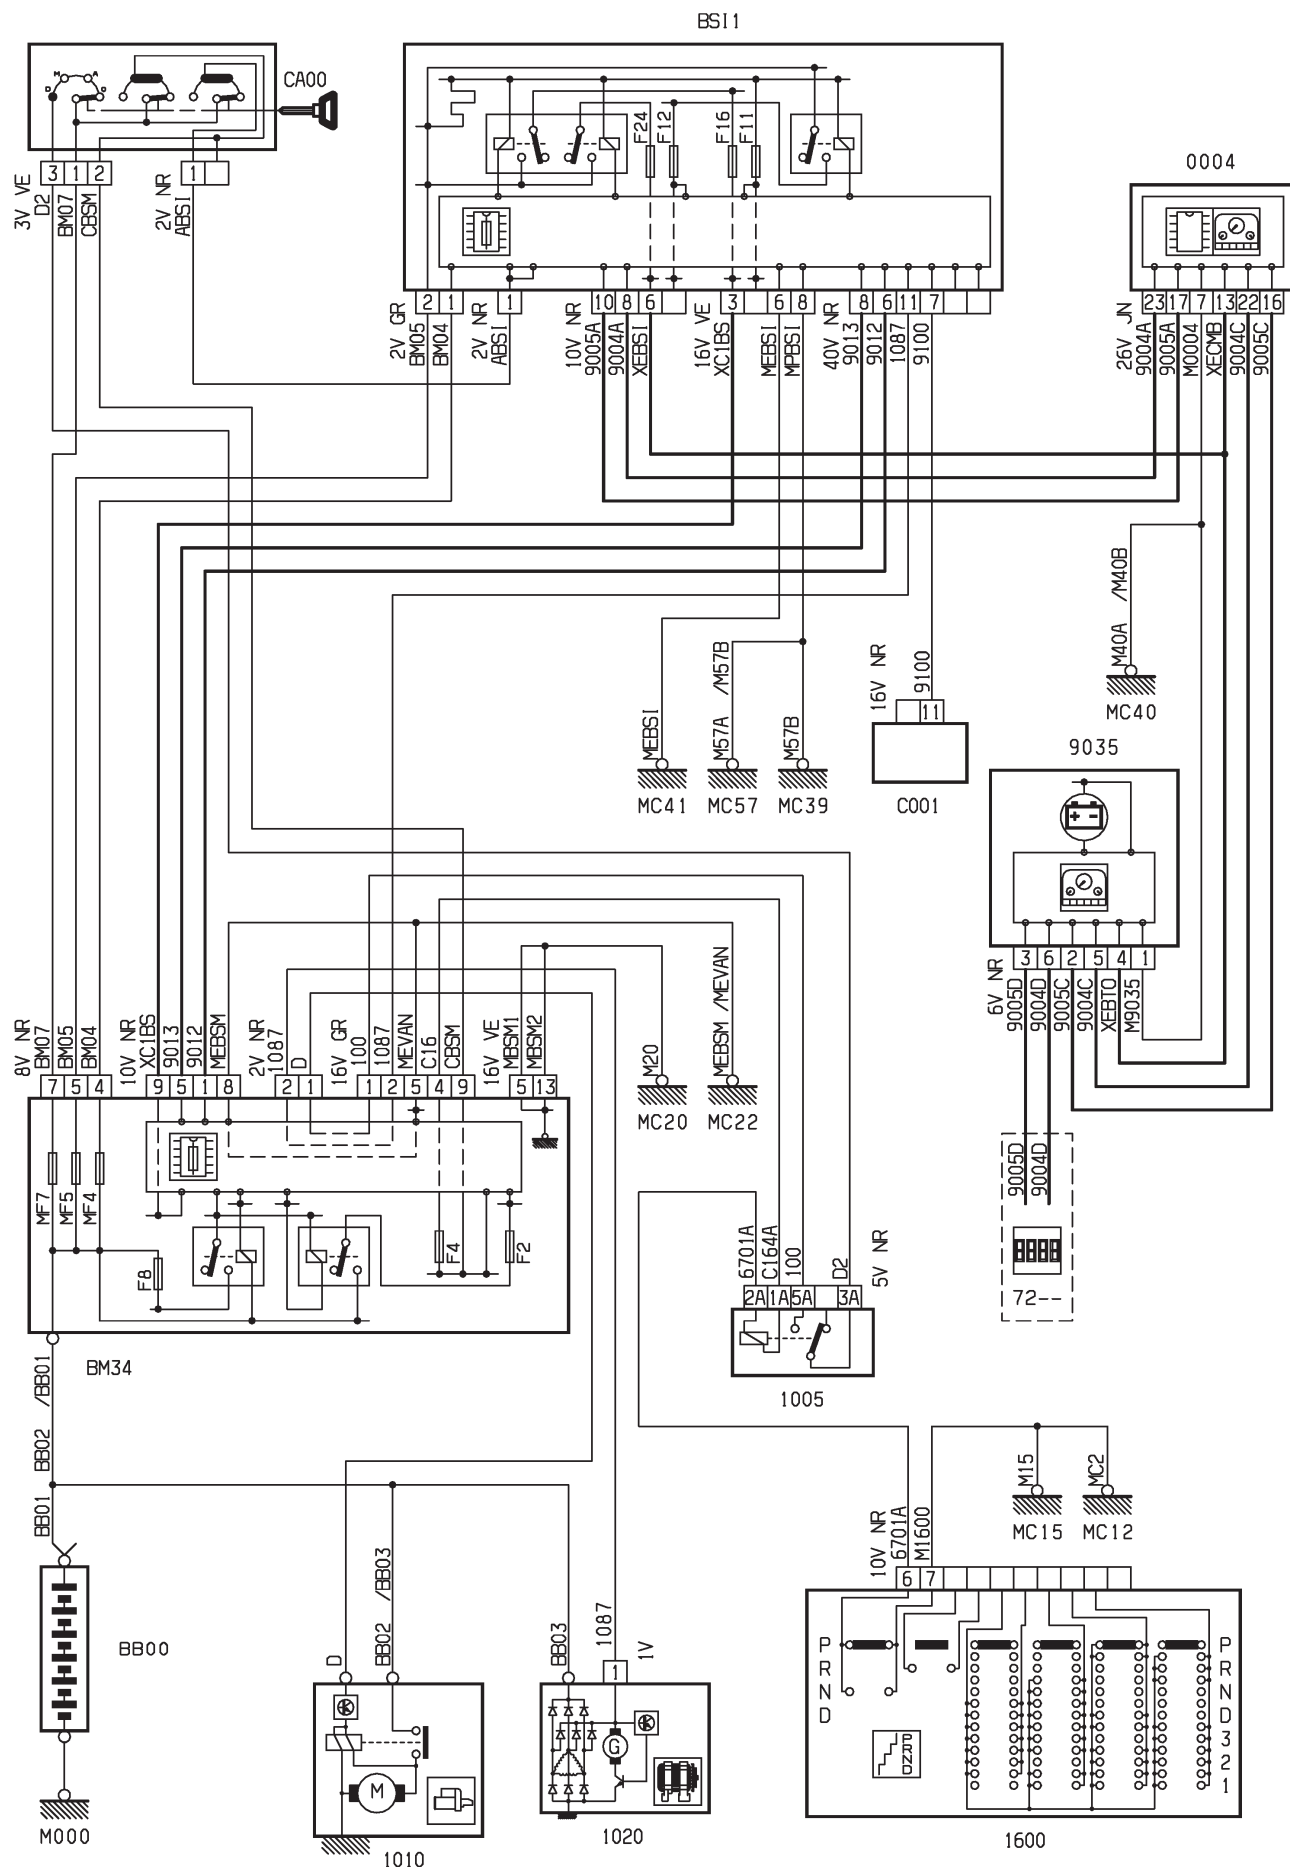 BSI1
CA00
M A
D D
F24 F12 F16 F11
0004
3 1 2 1
3V VE D2 BM07 CBSM
2V NR ABSI
2 1 1 10 8 6 3 6 8 8 6 11 7
2V GR BM05 BM04
2V NR ABSI
10V NR 9005A 9004A XEBSI
16V VE XC1BS MEBSI MPBSI
40V NR 9013 9012 1087 9100
23 17 7 13 22 16
26V JN 9004A 9005A M0004 XECMB 9004C 9005C
M40A /M40B
MC40
16V NR 9100
11
C001
MEBSI
M57A /M57B
M57B
MC41 MC57 MC39
9035
+ -
3 6 2 5 4 1
6V NR 9005D 9004D 9005C 9004C XEBTO M9035
8V NR BM07 BM05 BM04
10V NR XC1BS 9013 9012 MEBSM
2V NR 1087 D
16V GR 100 1087 MEVAN C16 CBSM
16V VE MBSM1 MBSM2
M20
MEBSM /MEVAN
7 5 4 9 5 1 8 2 1 1 2 5 4 9 5 13
MC20 MC22
MF7 MF5 MF4
F8 F4 F2
BM34
9005D 9004D
72--
6701A C164A 100 D2 5V NR
2A 1A 5A 3A
1005
BB02 /BB01
BB01
BB00
M000
M15 MC2
MC15 MC12
10V NR 6701A M1600
6 7
D
BB02 /BB03
BB03
1087
1V
1
M
G
1010
1020
P
R
N
D
PRND
P
R
N
D
3
2
1
1600